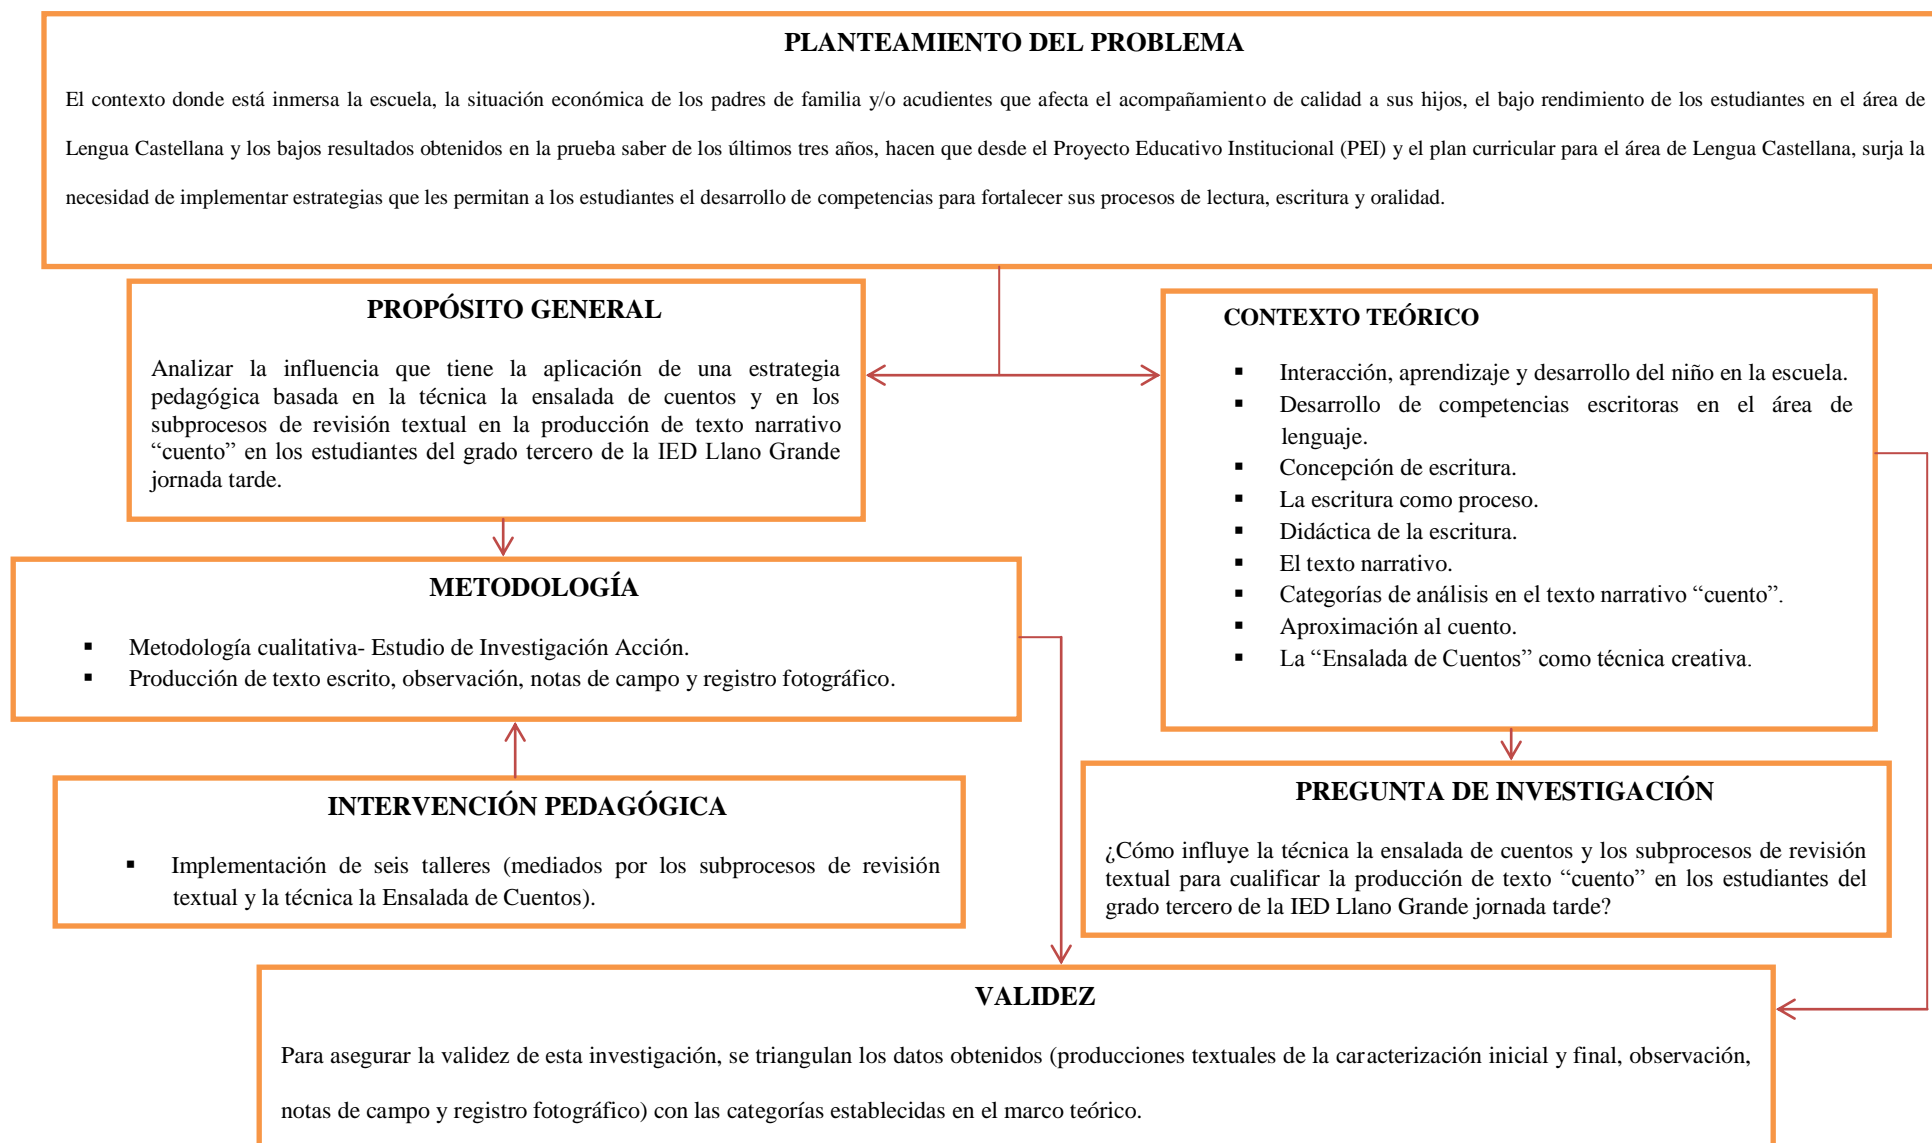 PLANTEAMIENTO DEL PROBLEMA
El contexto donde está inmersa la escuela, la situación económica de los padres de familia y/o acudientes que afecta el acompañamiento de calidad a sus hijos, el bajo rendimiento de los estudiantes en el área de
Lengua Castellana y los bajos resultados obtenidos en la prueba saber de los últimos tres años, hacen que desde el Proyecto Educativo Institucional (PEI) y el plan curricular para el área de Lengua Castellana, surja la
necesidad de implementar estrategias que les permitan a los estudiantes el desarrollo de competencias para fortalecer sus procesos de lectura, escritura y oralidad.
PROPÓSITO GENERAL
Analizar la influencia que tiene la aplicación de una estrategia
pedagógica basada en la técnica la ensalada de cuentos y en los
subprocesos de revisión textual en la producción de texto narrativo
“cuento” en los estudiantes del grado tercero de la IED Llano Grande
jornada tarde.
CONTEXTO TEÓRICO
▪ Interacción, aprendizaje y desarrollo del niño en la escuela.
▪ Desarrollo de competencias escritoras en el área de
lenguaje.
▪ Concepción de escritura.
▪ La escritura como proceso.
▪ Didáctica de la escritura.
▪ El texto narrativo.
▪ Categorías de análisis en el texto narrativo “cuento”.
▪ Aproximación al cuento.
▪ La “Ensalada de Cuentos” como técnica creativa.
METODOLOGÍA
▪ Metodología cualitativa- Estudio de Investigación Acción.
▪ Producción de texto escrito, observación, notas de campo y registro fotográfico.
INTERVENCIÓN PEDAGÓGICA
▪ Implementación de seis talleres (mediados por los subprocesos de revisión
textual y la técnica la Ensalada de Cuentos).
PREGUNTA DE INVESTIGACIÓN
¿Cómo influye la técnica la ensalada de cuentos y los subprocesos de revisión
textual para cualificar la producción de texto “cuento” en los estudiantes del
grado tercero de la IED Llano Grande jornada tarde?
VALIDEZ
Para asegurar la validez de esta investigación, se triangulan los datos obtenidos (producciones textuales de la caracterización inicial y final, observación,
notas de campo y registro fotográfico) con las categorías establecidas en el marco teórico.